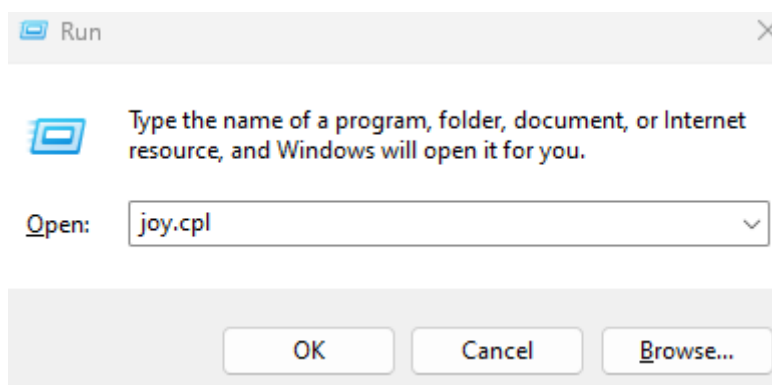 Run
Type the name of a program, folder, document, or Internet
resource, and Windows will open it for you.
Open: joy.cpl
OK Cancel Browse...